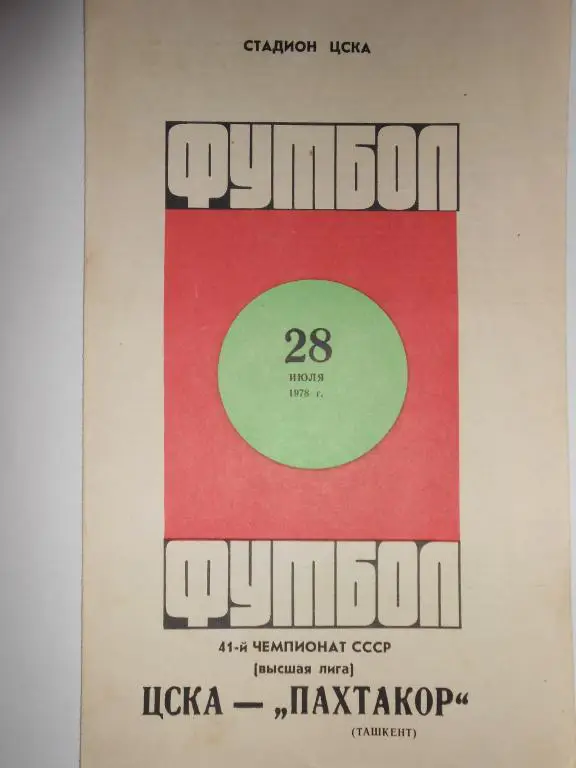 СТАДИОН ЦСКА
ФУТБОЛ
28
ИЮЛЯ
1978 г.
ФУТБОЛ
41-й ЧЕМПИОНАТ СССР
(высшая лига)
ЦСКА — „ПАХТАКОР“
(ТАШКЕНТ)